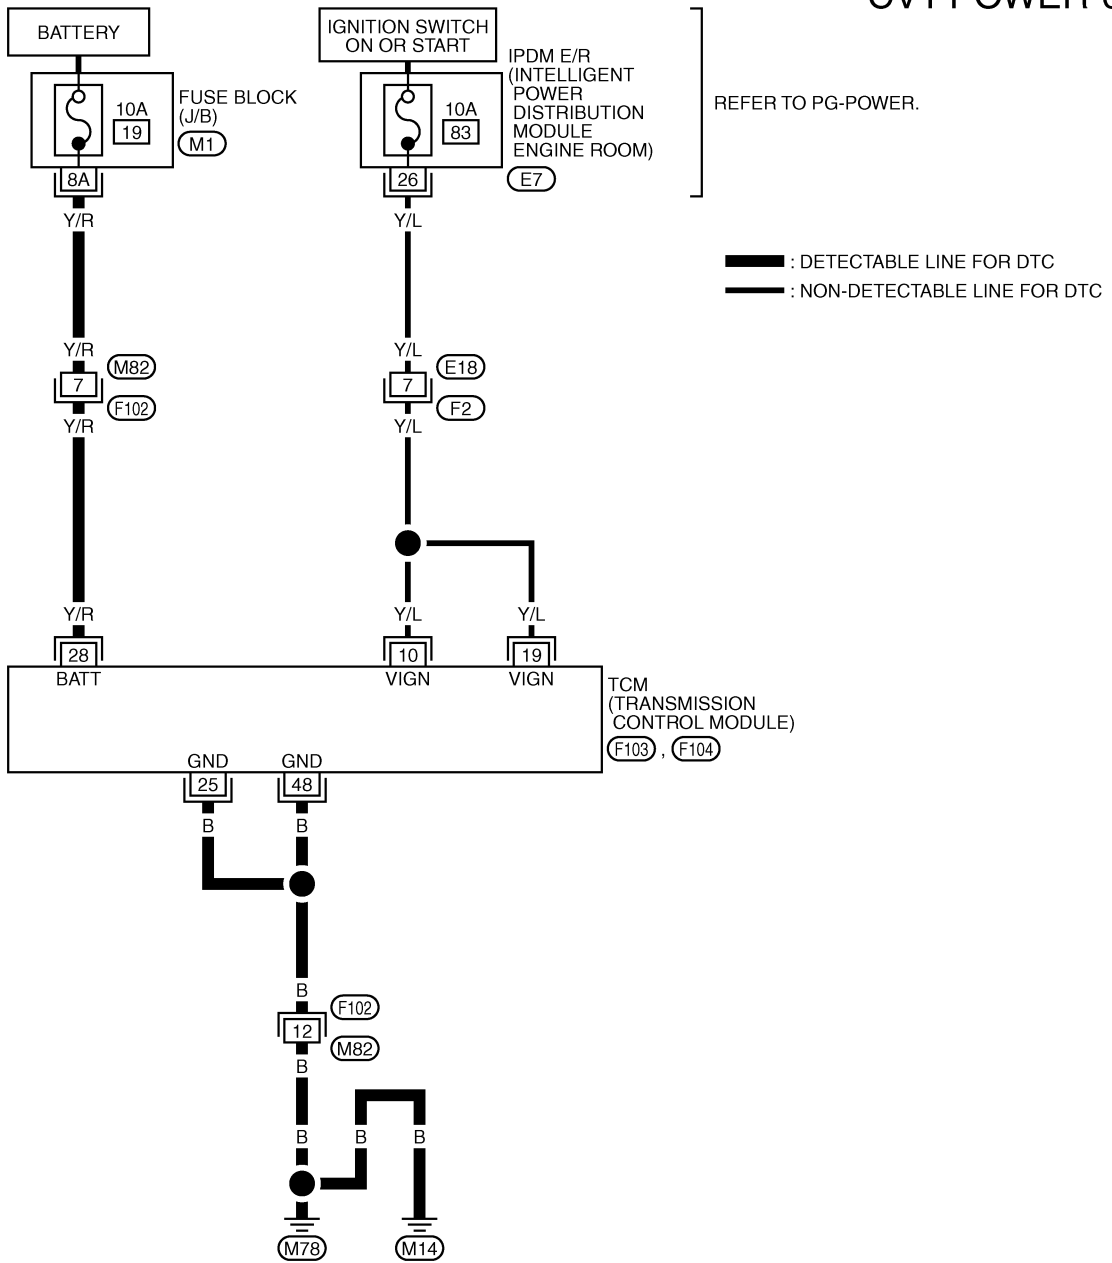 BATTERY
IGNITION SWITCH
ON OR START
10A
19
FUSE BLOCK
(J/B)
M1
10A
83
IPDM E/R
(INTELLIGENT
POWER
DISTRIBUTION
MODULE
ENGINE ROOM)
E7
REFER TO PG-POWER.
8A
26
Y/R
Y/L
: DETECTABLE LINE FOR DTC
: NON-DETECTABLE LINE FOR DTC
Y/R
Y/L
M82
E18
7
7
F102
F2
Y/R
Y/L
Y/R
Y/L
Y/L
28
10
19
BATT
VIGN
VIGN
TCM
(TRANSMISSION
CONTROL MODULE)
F103 , F104
GND
GND
25
48
B
B
B
F102
12
M82
B
B
B
B
M78
M14